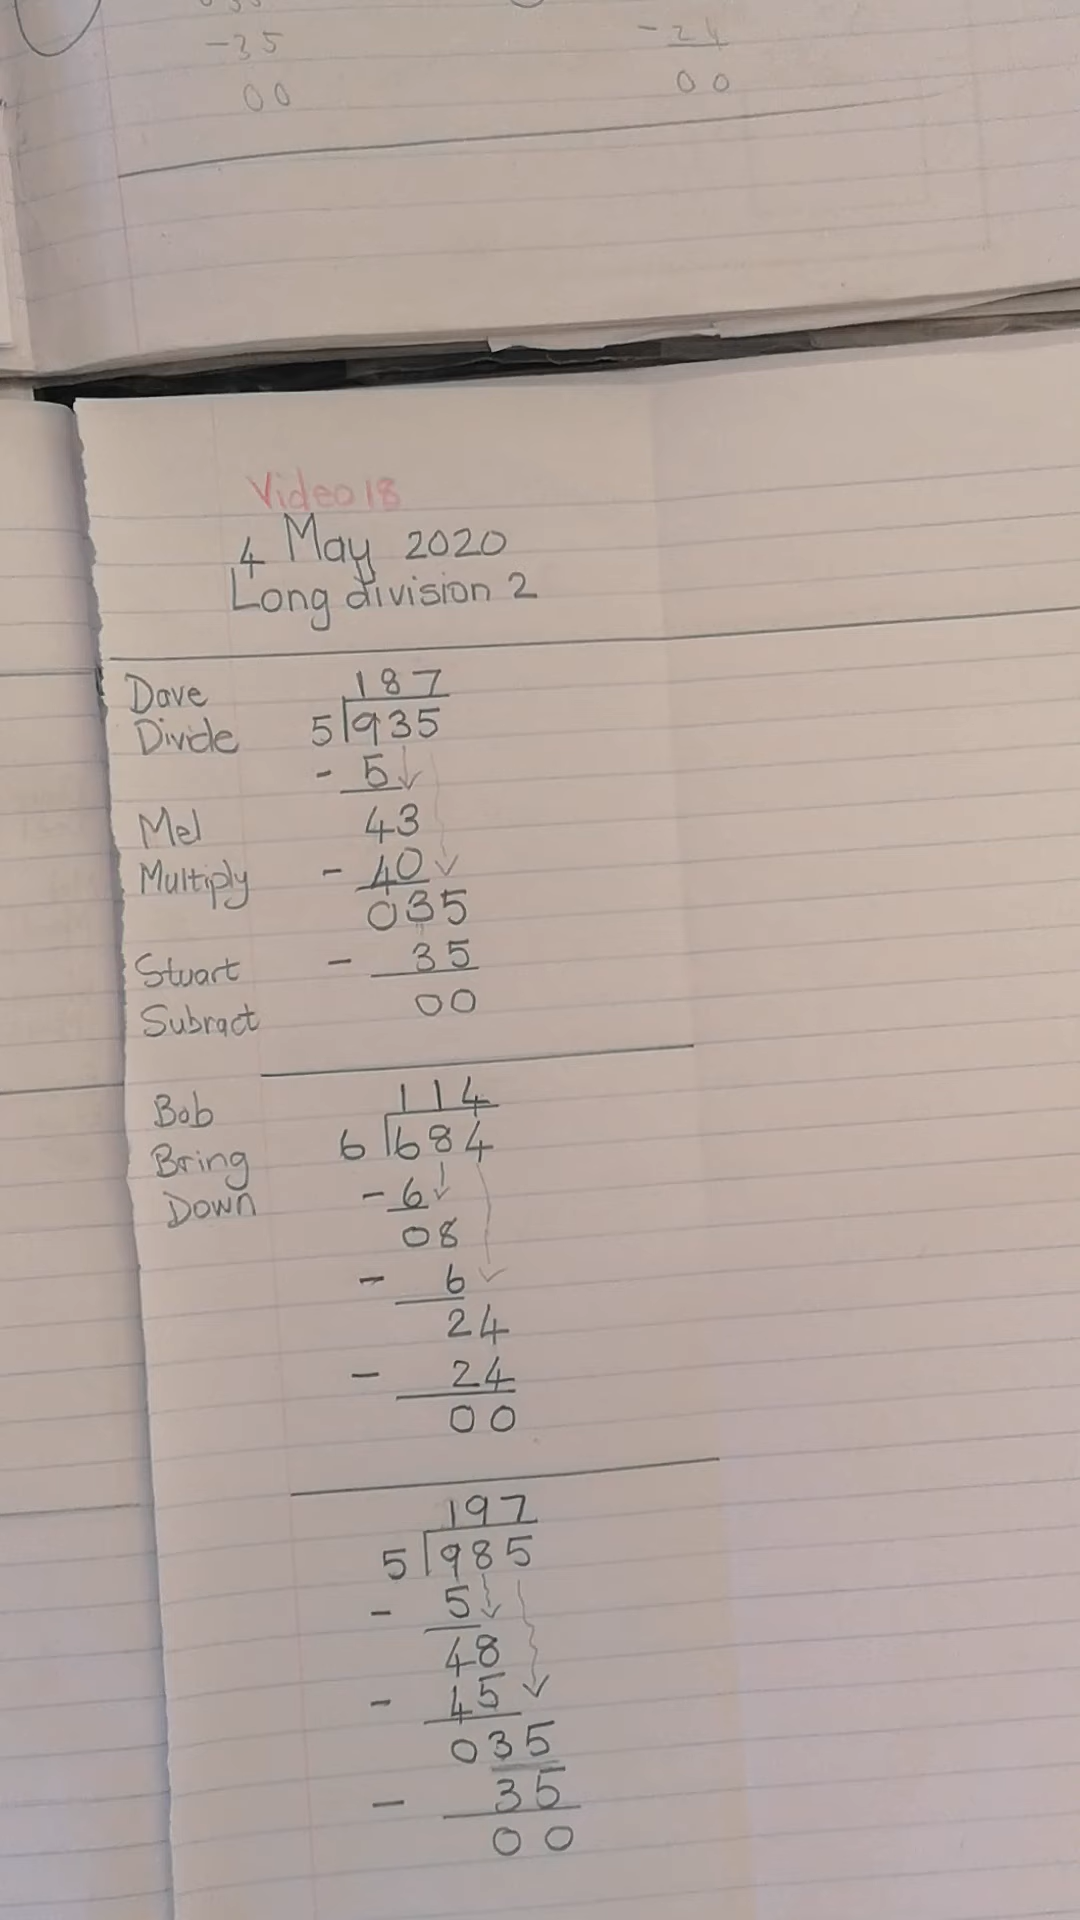 -35
00
-24
00
Video 18
4 May 2020
Long division 2
Dave
Divide
Mel
Multiply
Stuart
Subract
Bob
Bring
Down
187
5 935
- 5
43
- 40
035
- 35
00
114
6 684
- 6
08
- 6
24
- 24
00
197
5 985
- 5
48
- 45
035
- 35
00